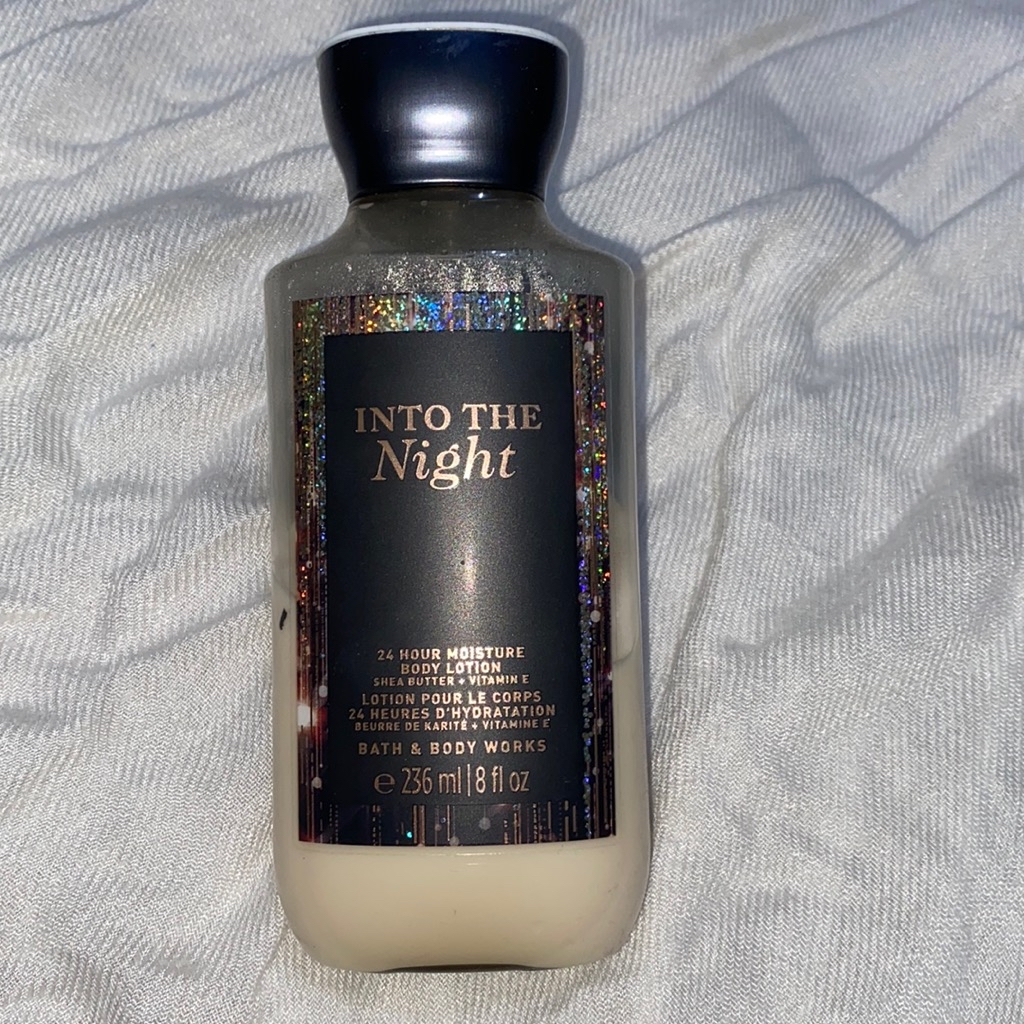 INTO THE
Night
24 HOUR MOISTURE
BODY LOTION
SHEA BUTTER + VITAMIN E
LOTION POUR LE CORPS
24 HEURES D'HYDRATATION
BEURRE DE KARITÉ + VITAMINE E
BATH & BODY WORKS
℮ 236 ml | 8 fl oz